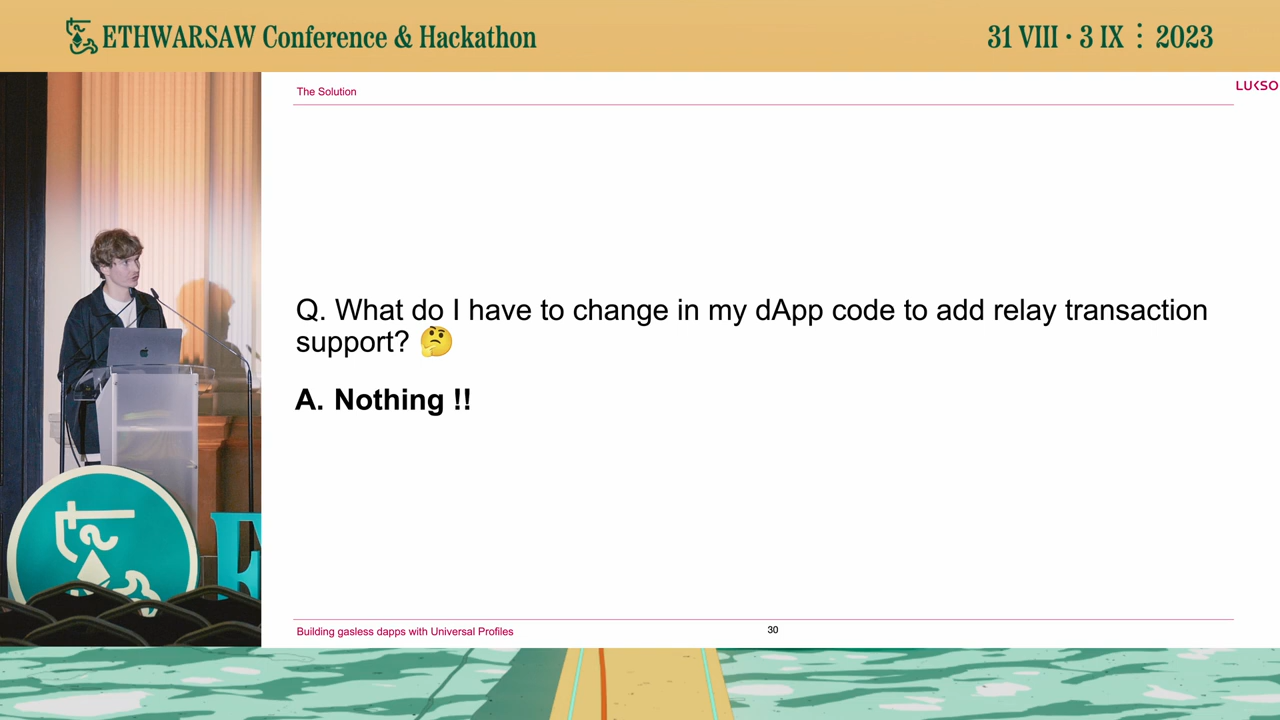 ETHWARSAW Conference & Hackathon
31 VIII · 3 IX ⋮ 2023
The Solution
LUKSO
Q. What do I have to change in my dApp code to add relay transaction
support? 🤔
A. Nothing !!
Building gasless dapps with Universal Profiles
30
E